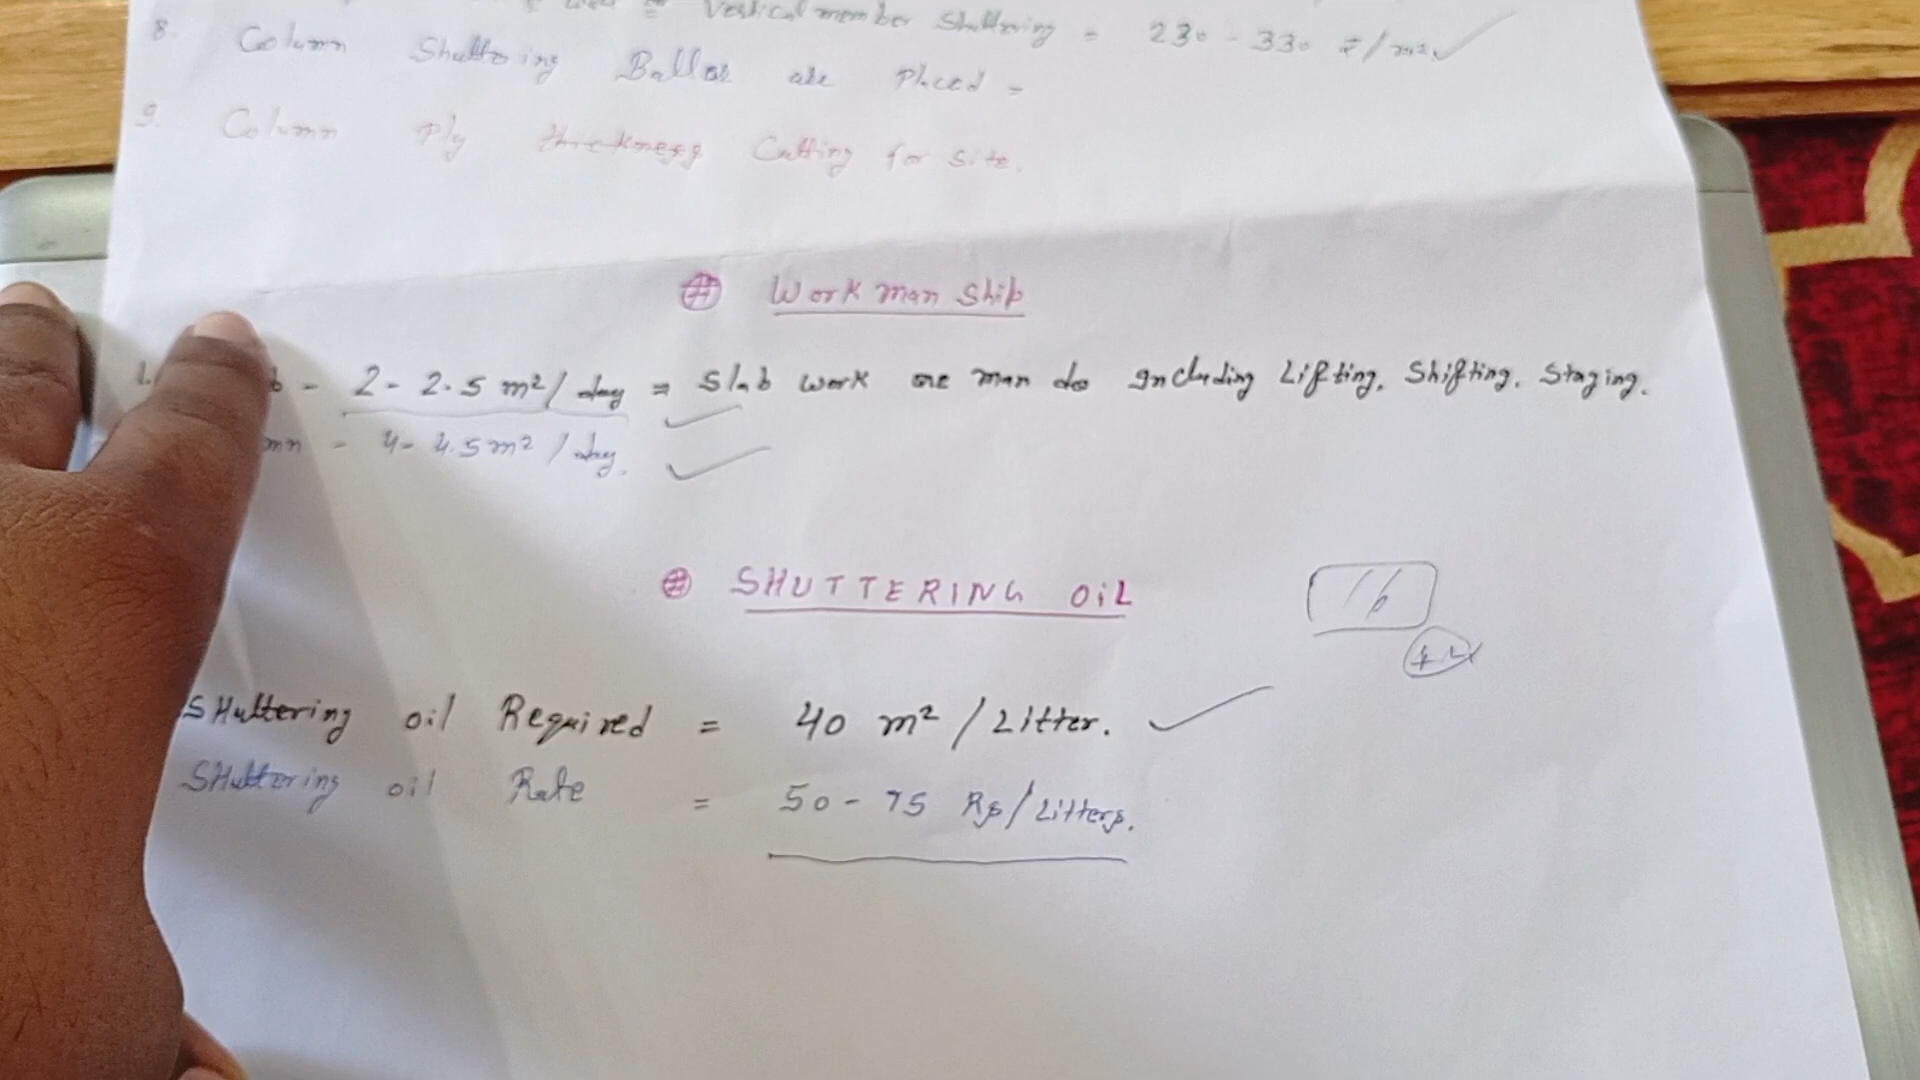 Vertical member Shuttering = 230 - 330 ₹/m²
8. Column Shuttering Ballas are Placed =
9. Column Ply thickness Cutting for Site.
# Work man Ship
1. b - 2 - 2.5 m²/day = Slab work one man do Including Lifting, Shifting, Staging.
mn - 4 - 4.5 m²/day.
# SHUTTERING OiL
16
SHuttering oil Required = 40 m²/Litter.
SHuttering oil Rate = 50 - 75 Rs/Litters.